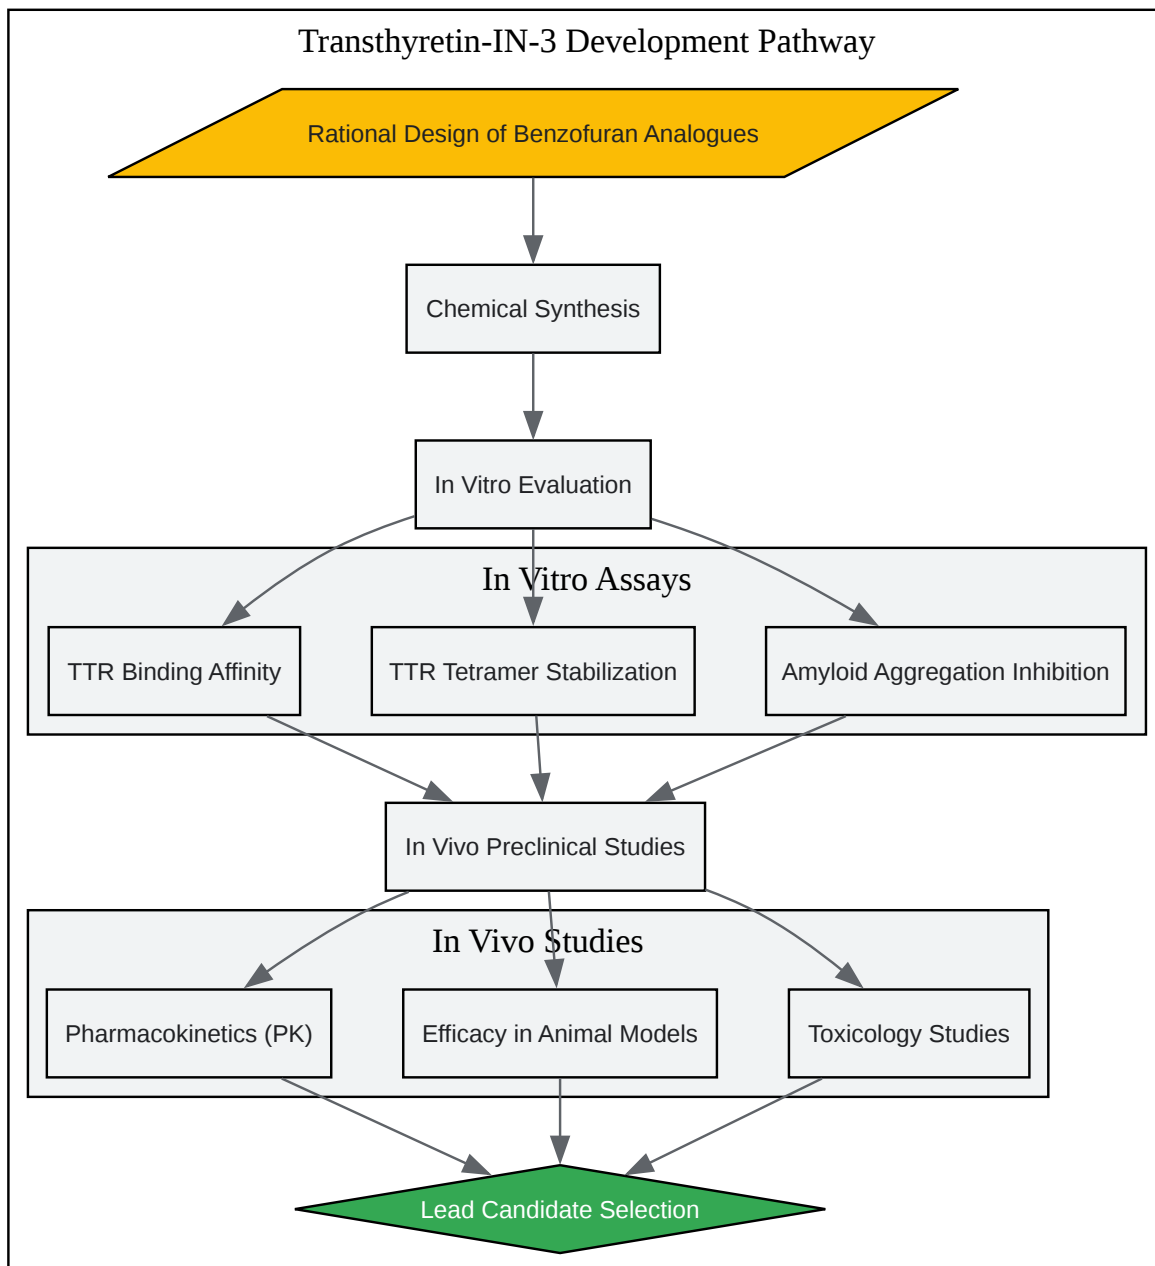 Transthyretin-IN-3 Development Pathway
Rational Design of Benzofuran Analogues
Chemical Synthesis
In Vitro Evaluation
In Vitro Assays
TTR Binding Affinity
TTR Tetramer Stabilization
Amyloid Aggregation Inhibition
In Vivo Preclinical Studies
In Vivo Studies
Pharmacokinetics (PK)
Efficacy in Animal Models
Toxicology Studies
Lead Candidate Selection